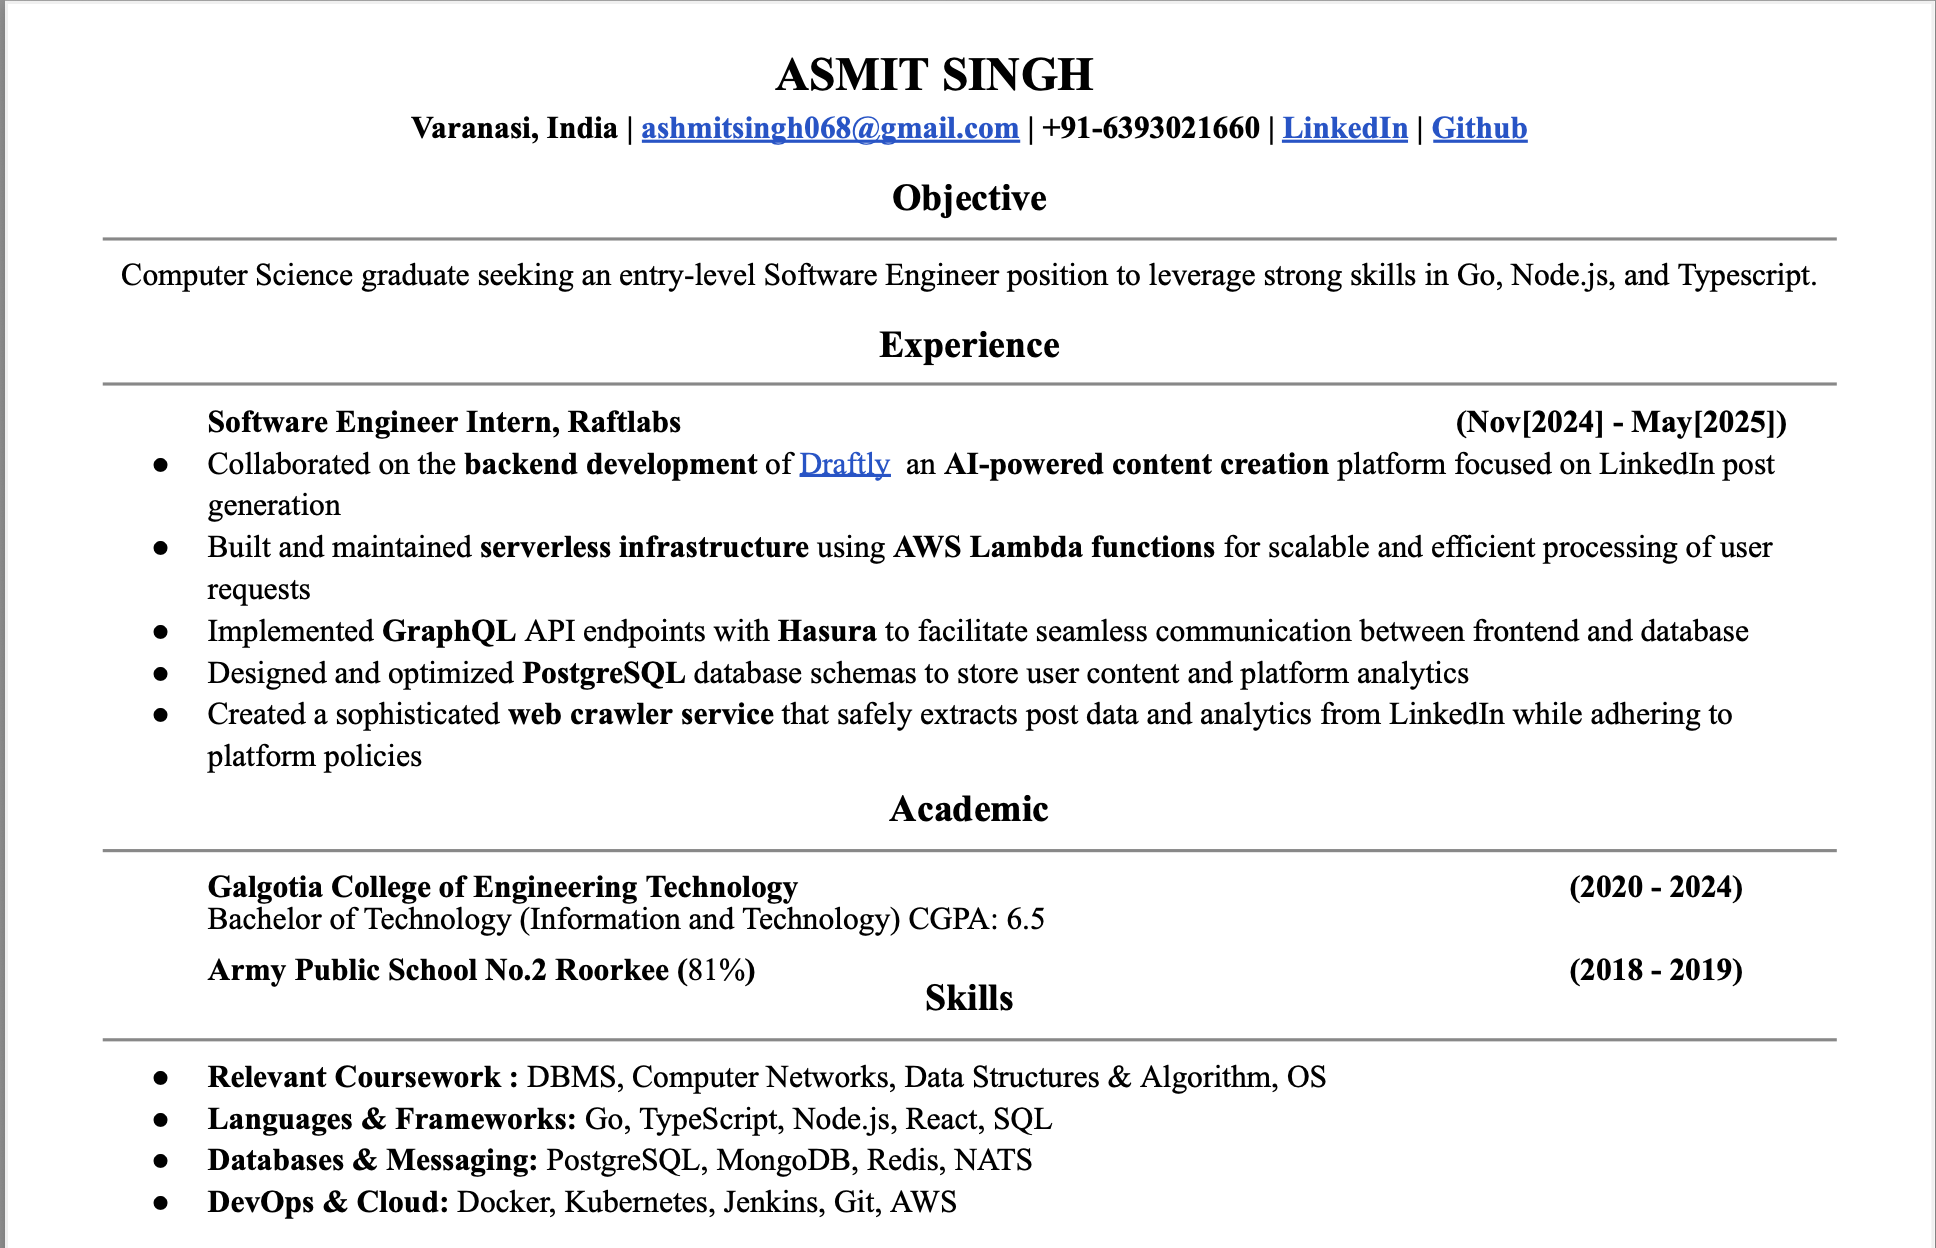 ASMIT SINGH
Varanasi, India | ashmitsingh068@gmail.com | +91-6393021660 | LinkedIn | Github
Objective
Computer Science graduate seeking an entry-level Software Engineer position to leverage strong skills in Go, Node.js, and Typescript.
Experience
Software Engineer Intern, Raftlabs (Nov[2024] - May[2025])
● Collaborated on the backend development of Draftly an AI-powered content creation platform focused on LinkedIn post
generation
● Built and maintained serverless infrastructure using AWS Lambda functions for scalable and efficient processing of user
requests
● Implemented GraphQL API endpoints with Hasura to facilitate seamless communication between frontend and database
● Designed and optimized PostgreSQL database schemas to store user content and platform analytics
● Created a sophisticated web crawler service that safely extracts post data and analytics from LinkedIn while adhering to
platform policies
Academic
Galgotia College of Engineering Technology (2020 - 2024)
Bachelor of Technology (Information and Technology) CGPA: 6.5
Army Public School No.2 Roorkee (81%) (2018 - 2019)
Skills
● Relevant Coursework : DBMS, Computer Networks, Data Structures & Algorithm, OS
● Languages & Frameworks: Go, TypeScript, Node.js, React, SQL
● Databases & Messaging: PostgreSQL, MongoDB, Redis, NATS
● DevOps & Cloud: Docker, Kubernetes, Jenkins, Git, AWS